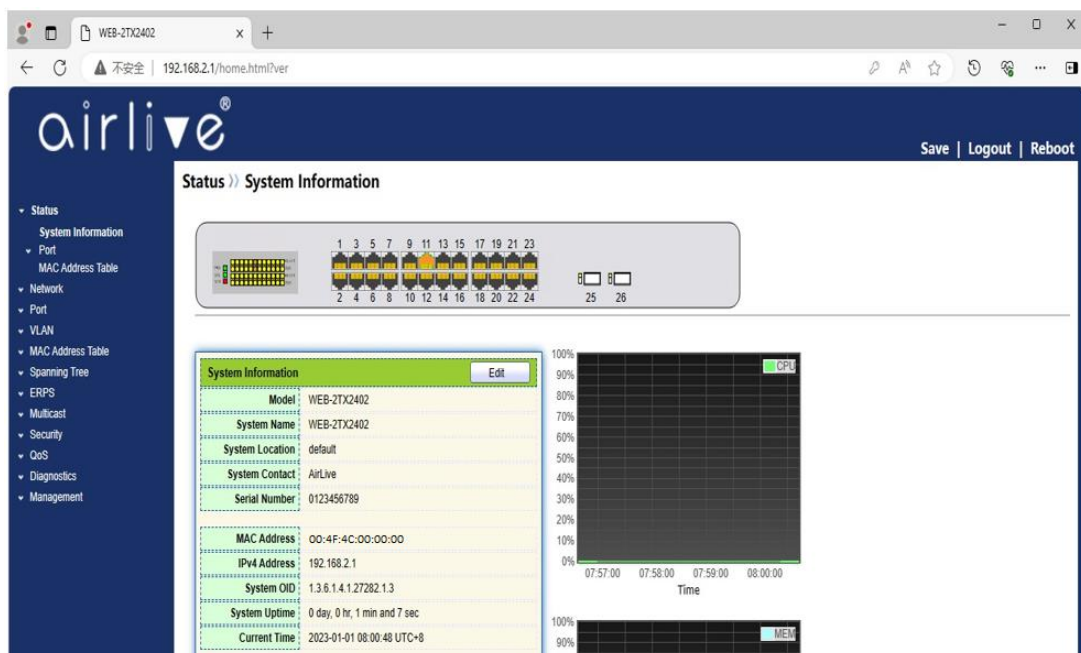 WEB-2TX2402
不安全 | 192.168.2.1/home.html?ver
airlive®
Save | Logout | Reboot
Status » System Information
Status
System Information
Port
MAC Address Table
Network
Port
VLAN
MAC Address Table
Spanning Tree
ERPS
Multicast
Security
QoS
Diagnostics
Management
1 3 5 7 9 11 13 15 17 19 21 23
2 4 6 8 10 12 14 16 18 20 22 24 25 26
System Information Edit
Model WEB-2TX2402
System Name WEB-2TX2402
System Location default
System Contact AirLive
Serial Number 0123456789
MAC Address 00:4F:4C:00:00:00
IPv4 Address 192.168.2.1
System OID 1.3.6.1.4.1.27282.1.3
System Uptime 0 day, 0 hr, 1 min and 7 sec
Current Time 2023-01-01 08:00:48 UTC+8
100% CPU
90%
80%
70%
60%
50%
40%
30%
20%
10%
0%
07:57:00 07:58:00 07:59:00 08:00:00
Time
100% MEM
90%